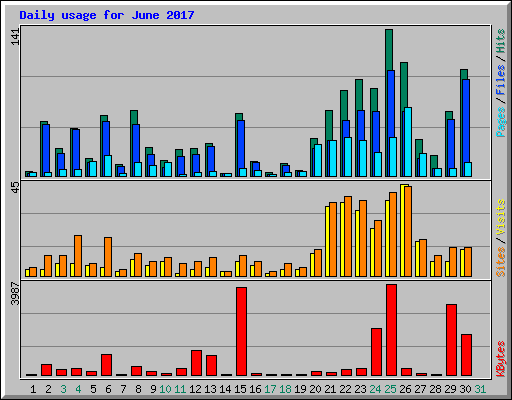 Daily usage for June 2017
141
Pages / Files / Hits
45
Sites / Visits
3987
KBytes
1 2 3 4 5 6 7 8 9 10 11 12 13 14 15 16 17 18 19 20 21 22 23 24 25 26 27 28 29 30 31